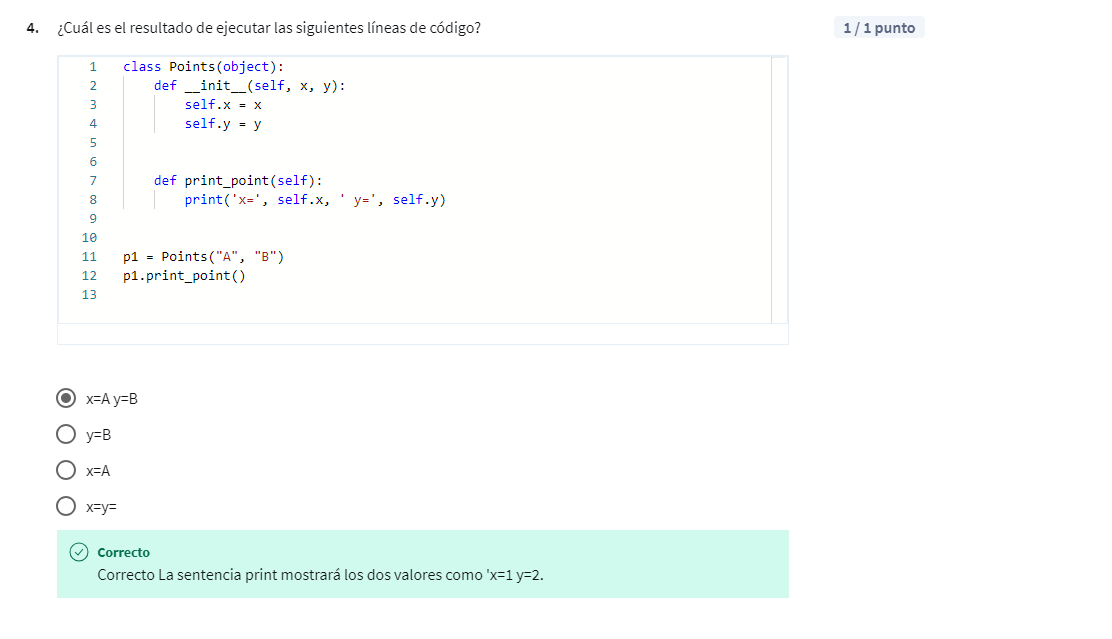 4. ¿Cuál es el resultado de ejecutar las siguientes líneas de código?
1 / 1 punto
1 class Points(object):
2     def __init__(self, x, y):
3         self.x = x
4         self.y = y
5
6
7     def print_point(self):
8         print('x=', self.x, ' y=', self.y)
9
10
11 p1 = Points("A", "B")
12 p1.print_point()
13
x=A y=B
y=B
x=A
x=y=
Correcto
Correcto La sentencia print mostrará los dos valores como 'x=1 y=2.